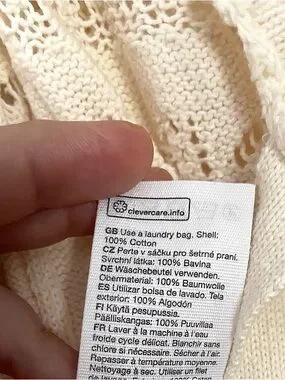 clevercare.info
GB Use a laundry bag. Shell:
100% Cotton
CZ Perte v sáčku pro šetrné praní.
Svrchní látka: 100% Bavlna
DE Wäschebeutel verwenden.
Obermaterial: 100% Baumwolle
ES Utilizar bolsa de lavado. Tela
exterior: 100% Algodón
FI Käytä pesupussia.
Päällikangas: 100% Puuvillaa
FR Laver à la machine à l'eau
froide cycle délicat. Blanchir sans
chlore si nécessaire. Sécher à l'air.
Repasser à température moyenne.
Nettoyage à sec. Utiliser un filet